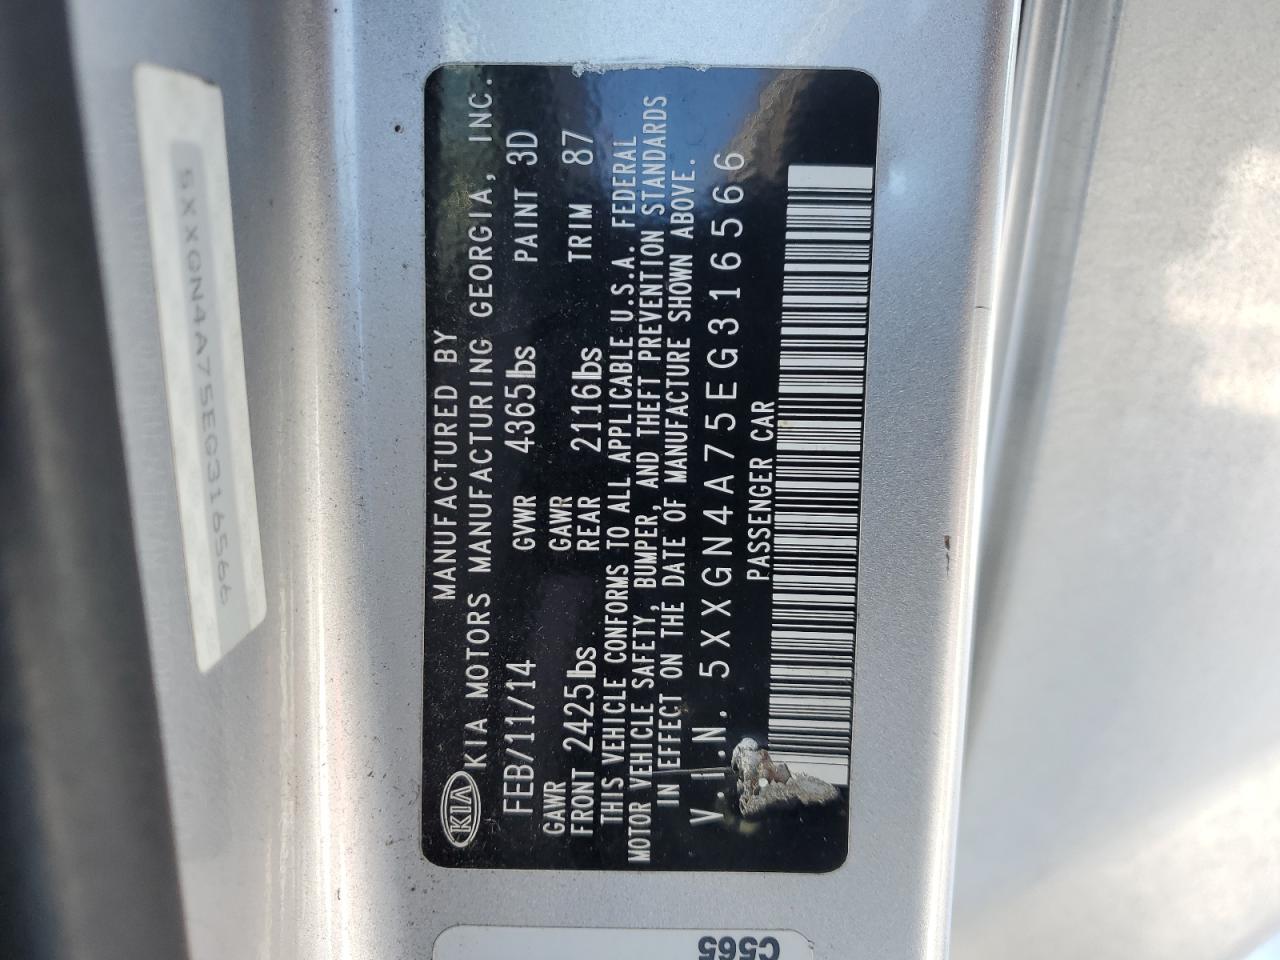 5XXGN4A75EG316566
KIA
MANUFACTURED BY
KIA MOTORS MANUFACTURING GEORGIA, INC.
FEB/11/14 GVWR 4365lbs PAINT 3D
GAWR FRONT 2425lbs GAWR REAR 2116lbs TRIM 87
THIS VEHICLE CONFORMS TO ALL APPLICABLE U.S.A. FEDERAL
MOTOR VEHICLE SAFETY, BUMPER, AND THEFT PREVENTION STANDARDS
IN EFFECT ON THE DATE OF MANUFACTURE SHOWN ABOVE.
V.I.N. 5XXGN4A75EG316566
PASSENGER CAR
C565